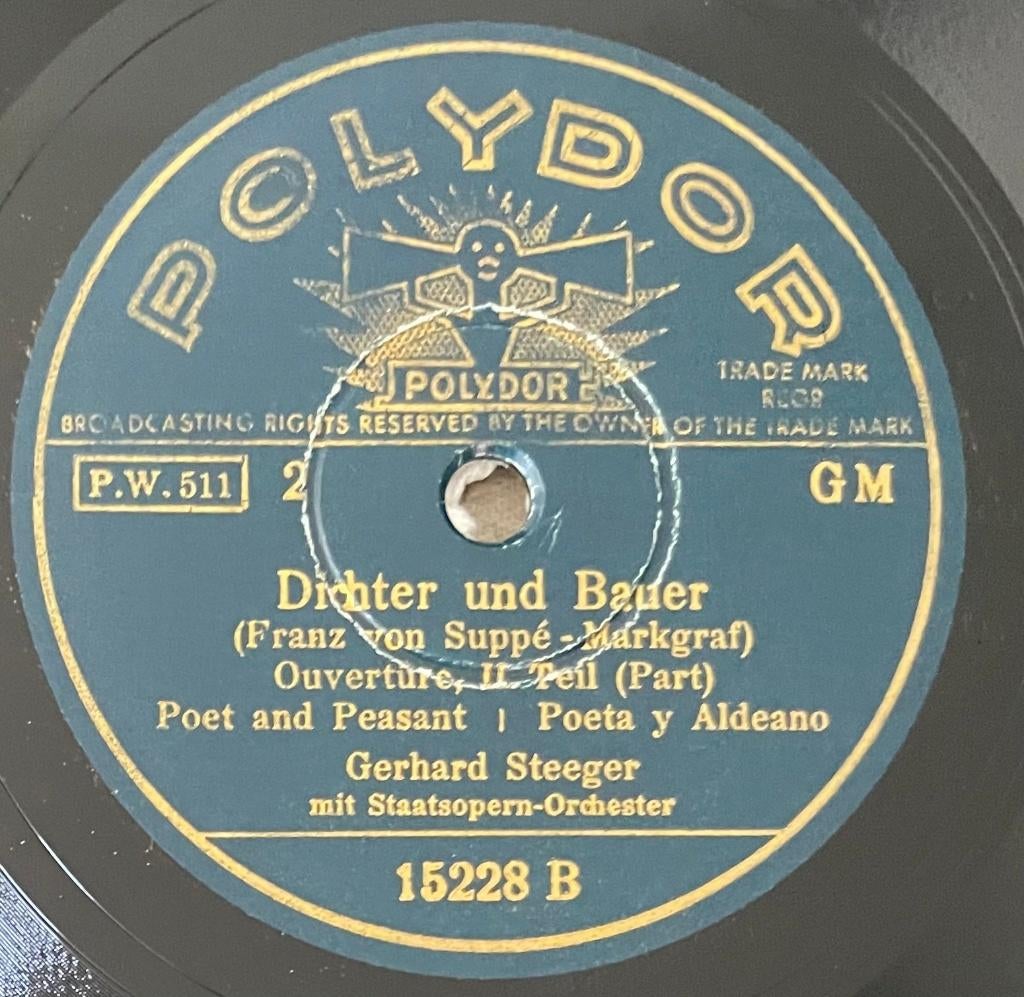 POLYDOR
POLYDOR
TRADE MARK
REGR
BROADCASTING RIGHTS RESERVED BY THE OWNER OF THE TRADE MARK
P.W. 511 2 GM
Dichter und Bauer
(Franz von Suppé - Markgraf)
Ouverture, II. Teil (Part)
Poet and Peasant | Poeta y Aldeano
Gerhard Steeger
mit Staatsopern-Orchester
15228 B